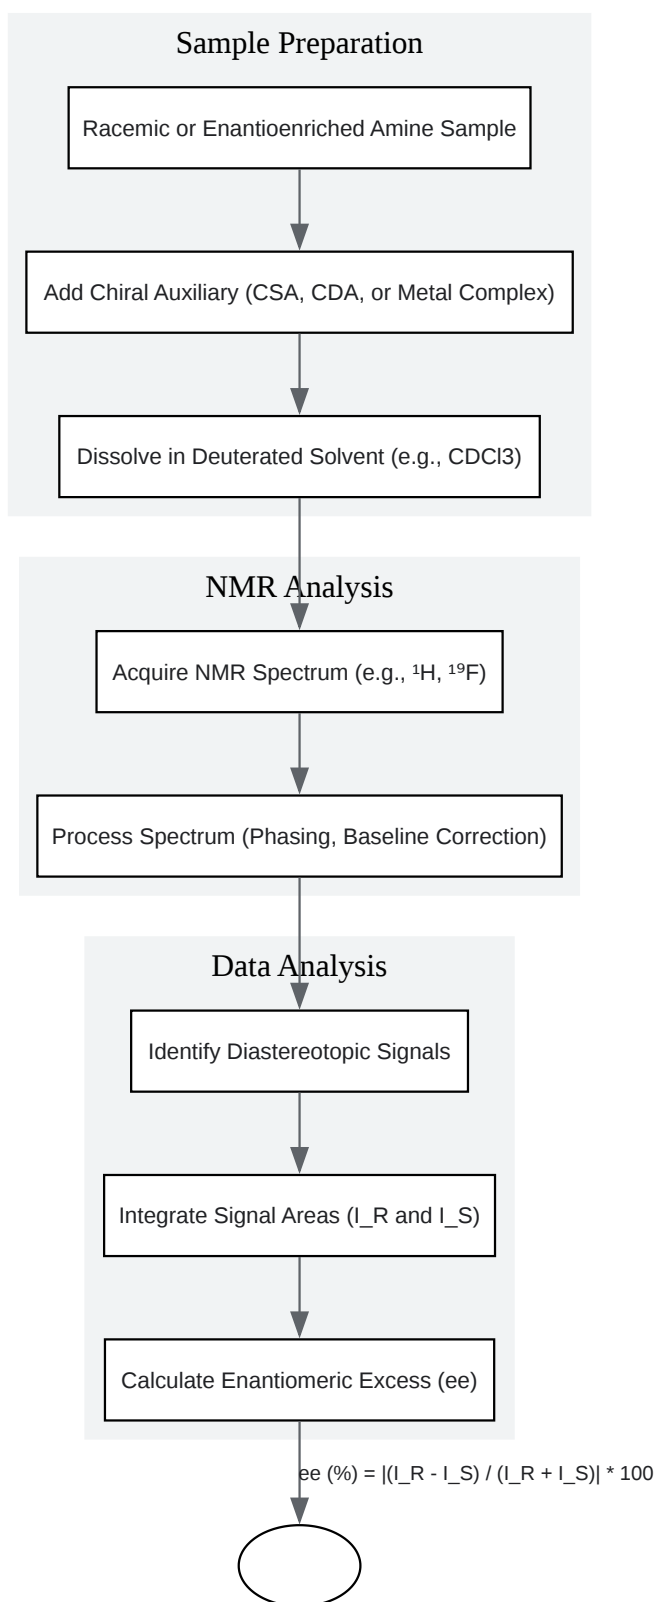 Sample Preparation
Racemic or Enantioenriched Amine Sample
Add Chiral Auxiliary (CSA, CDA, or Metal Complex)
Dissolve in Deuterated Solvent (e.g., CDCl3)
NMR Analysis
Acquire NMR Spectrum (e.g., ¹H, ¹⁹F)
Process Spectrum (Phasing, Baseline Correction)
Data Analysis
Identify Diastereotopic Signals
Integrate Signal Areas (I_R and I_S)
Calculate Enantiomeric Excess (ee)
ee (%) = |(I_R - I_S) / (I_R + I_S)| * 100